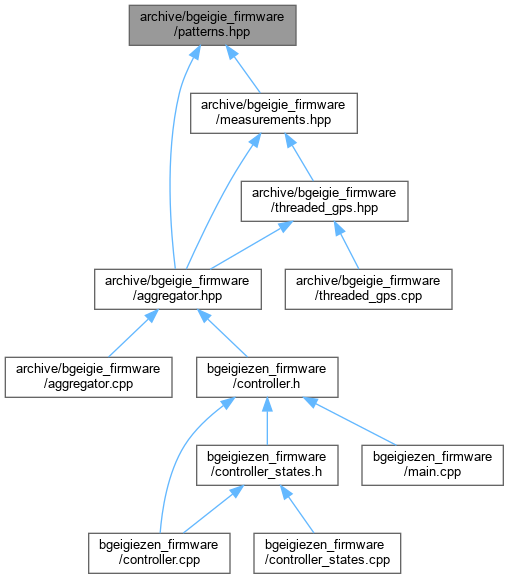 archive/bgeigie_firmware
/patterns.hpp
archive/bgeigie_firmware
/measurements.hpp
archive/bgeigie_firmware
/threaded_gps.hpp
archive/bgeigie_firmware
/aggregator.hpp
archive/bgeigie_firmware
/threaded_gps.cpp
archive/bgeigie_firmware
/aggregator.cpp
bgeigiezen_firmware
/controller.h
bgeigiezen_firmware
/controller_states.h
bgeigiezen_firmware
/main.cpp
bgeigiezen_firmware
/controller.cpp
bgeigiezen_firmware
/controller_states.cpp